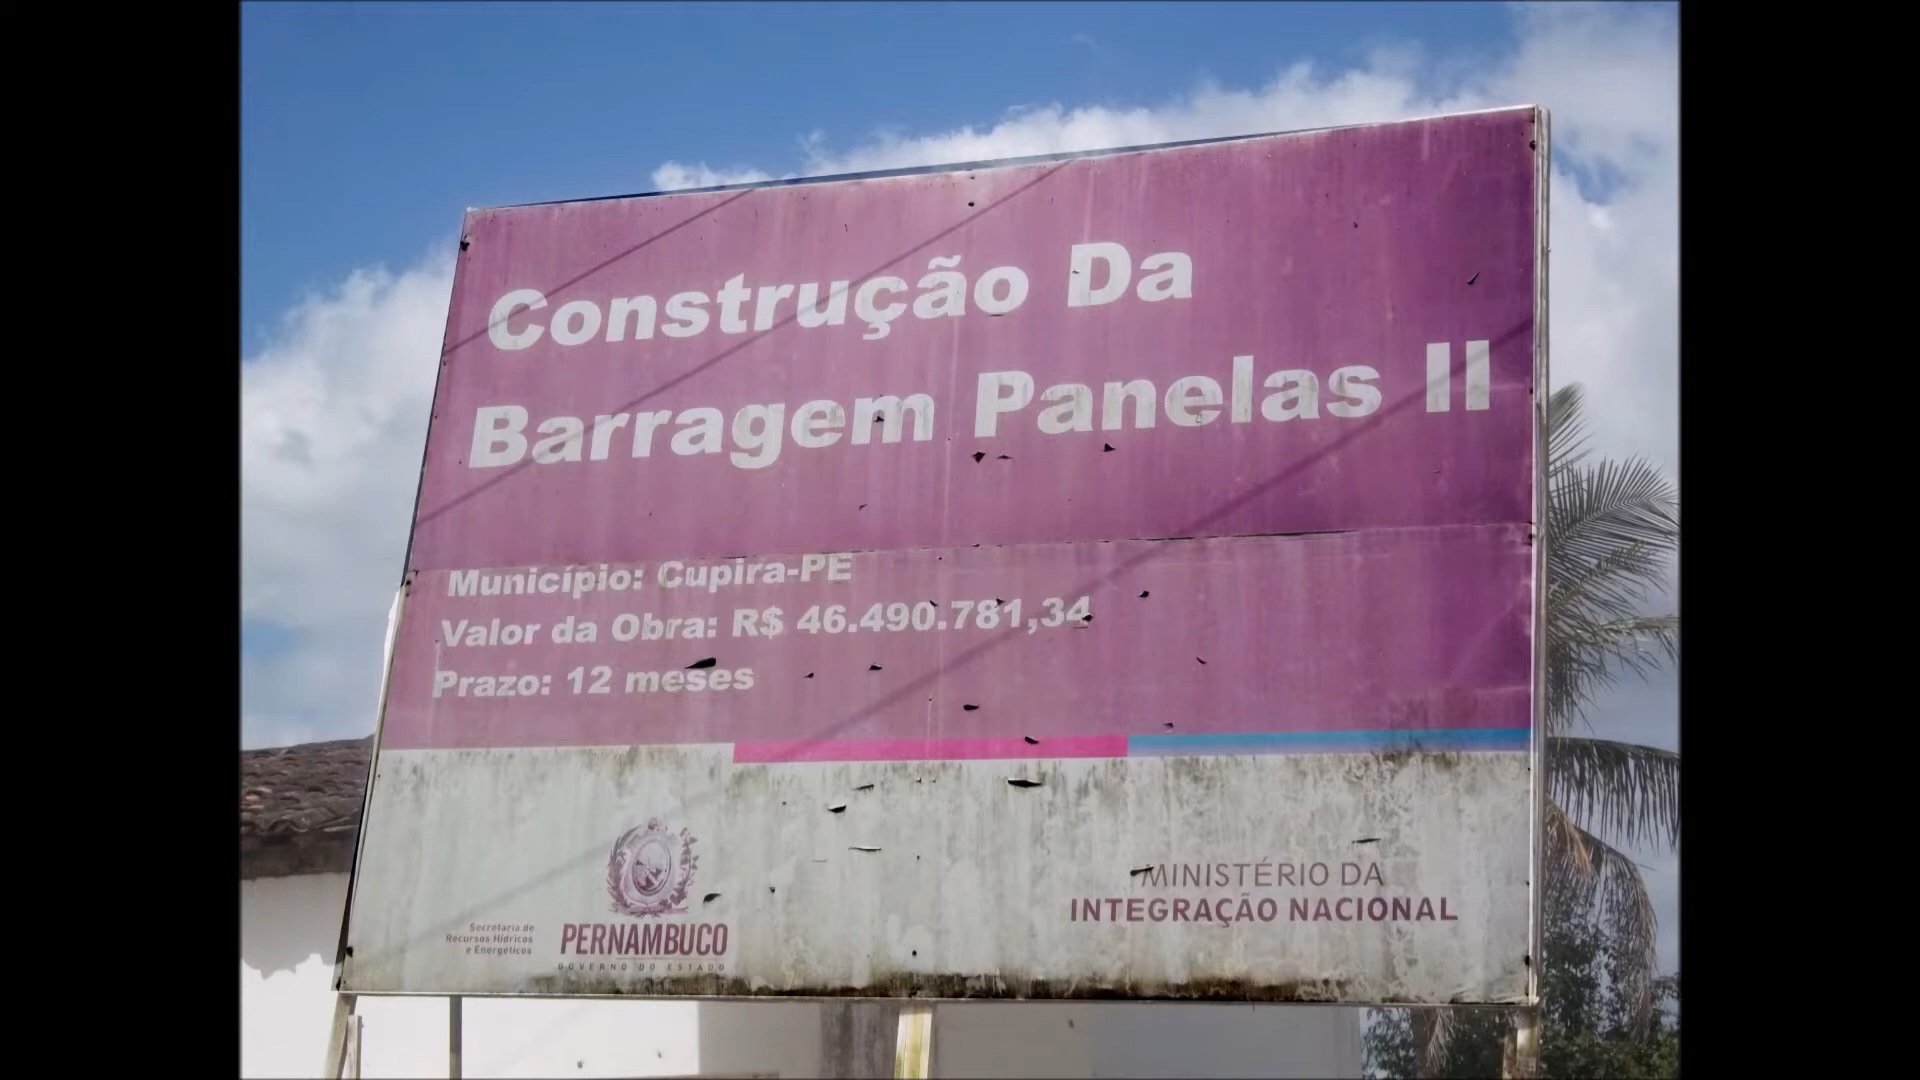 Construção Da
Barragem Panelas II
Município: Cupira-PE
Valor da Obra: R$ 46.490.781,34
Prazo: 12 meses
Secretaria de
Recursos Hídricos
e Energéticos
PERNAMBUCO
GOVERNO DO ESTADO
MINISTÉRIO DA
INTEGRAÇÃO NACIONAL